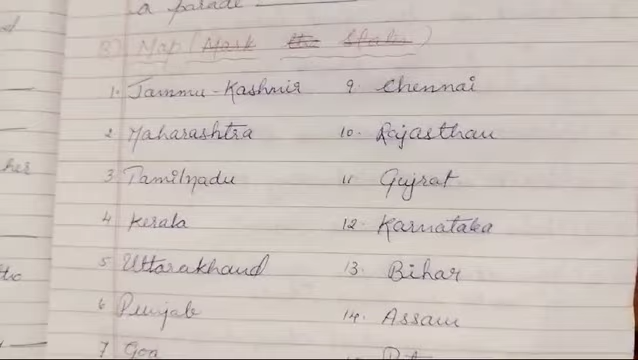 a parade
8) Map (Mark the States)
1. Jammu-Kashmir 9. Chennai
2 Maharashtra 10. Rajasthan
3 Tamilnadu 11 Gujrat
4 Kerala 12. Karnataka
5 Uttarakhand 13. Bihar
6 Punjab 14. Assam
7 Goa